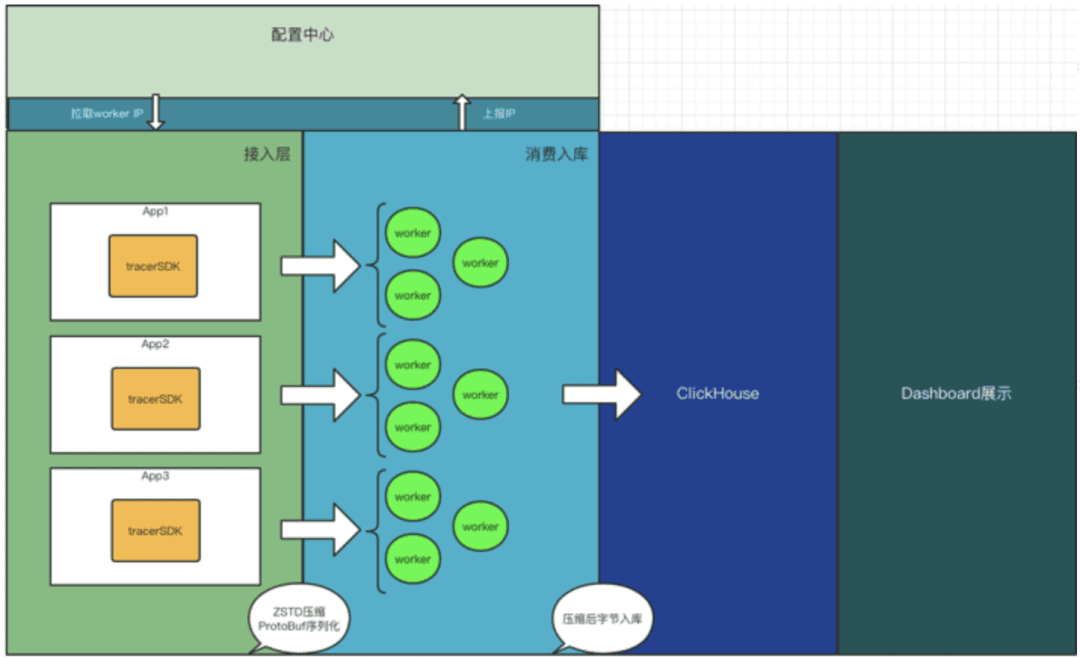 配置中心
拉取worker IP
上报IP
接入层
消费入库
App1
tracerSDK
worker
worker
worker
App2
tracerSDK
worker
worker
worker
ClickHouse
Dashboard展示
App3
tracerSDK
worker
worker
worker
ZSTD压缩
ProtoBuf序列化
压缩后字节入库